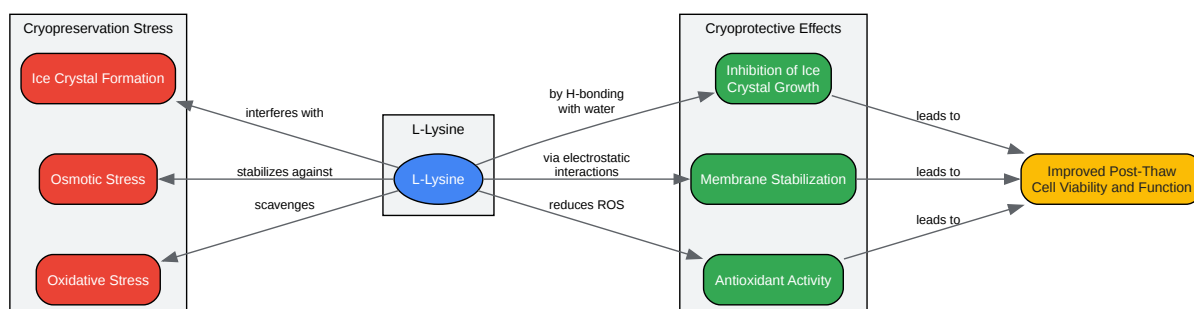 Cryopreservation Stress
Ice Crystal Formation
Osmotic Stress
Oxidative Stress
interferes with
stabilizes against
scavenges
L-Lysine
L-Lysine
by H-bonding
with water
via electrostatic
interactions
reduces ROS
Cryoprotective Effects
Inhibition of Ice
Crystal Growth
Membrane Stabilization
Antioxidant Activity
leads to
leads to
leads to
Improved Post-Thaw
Cell Viability and Function